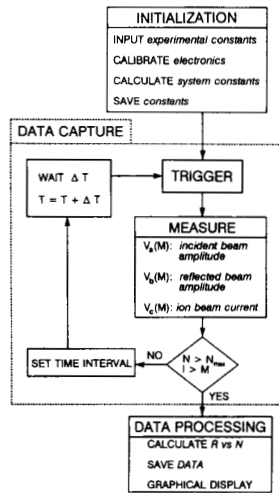 INITIALIZATION
INPUT experimental constants
CALIBRATE electronics
CALCULATE system constants
SAVE constants
DATA CAPTURE
WAIT Δ T
T = T + Δ T
TRIGGER
MEASURE
Va(M): incident beam
amplitude
Vb(M): reflected beam
amplitude
Vc(M): ion beam current
SET TIME INTERVAL
NO
N > Nmax
I > M
YES
DATA PROCESSING
CALCULATE R vs N
SAVE DATA
GRAPHICAL DISPLAY